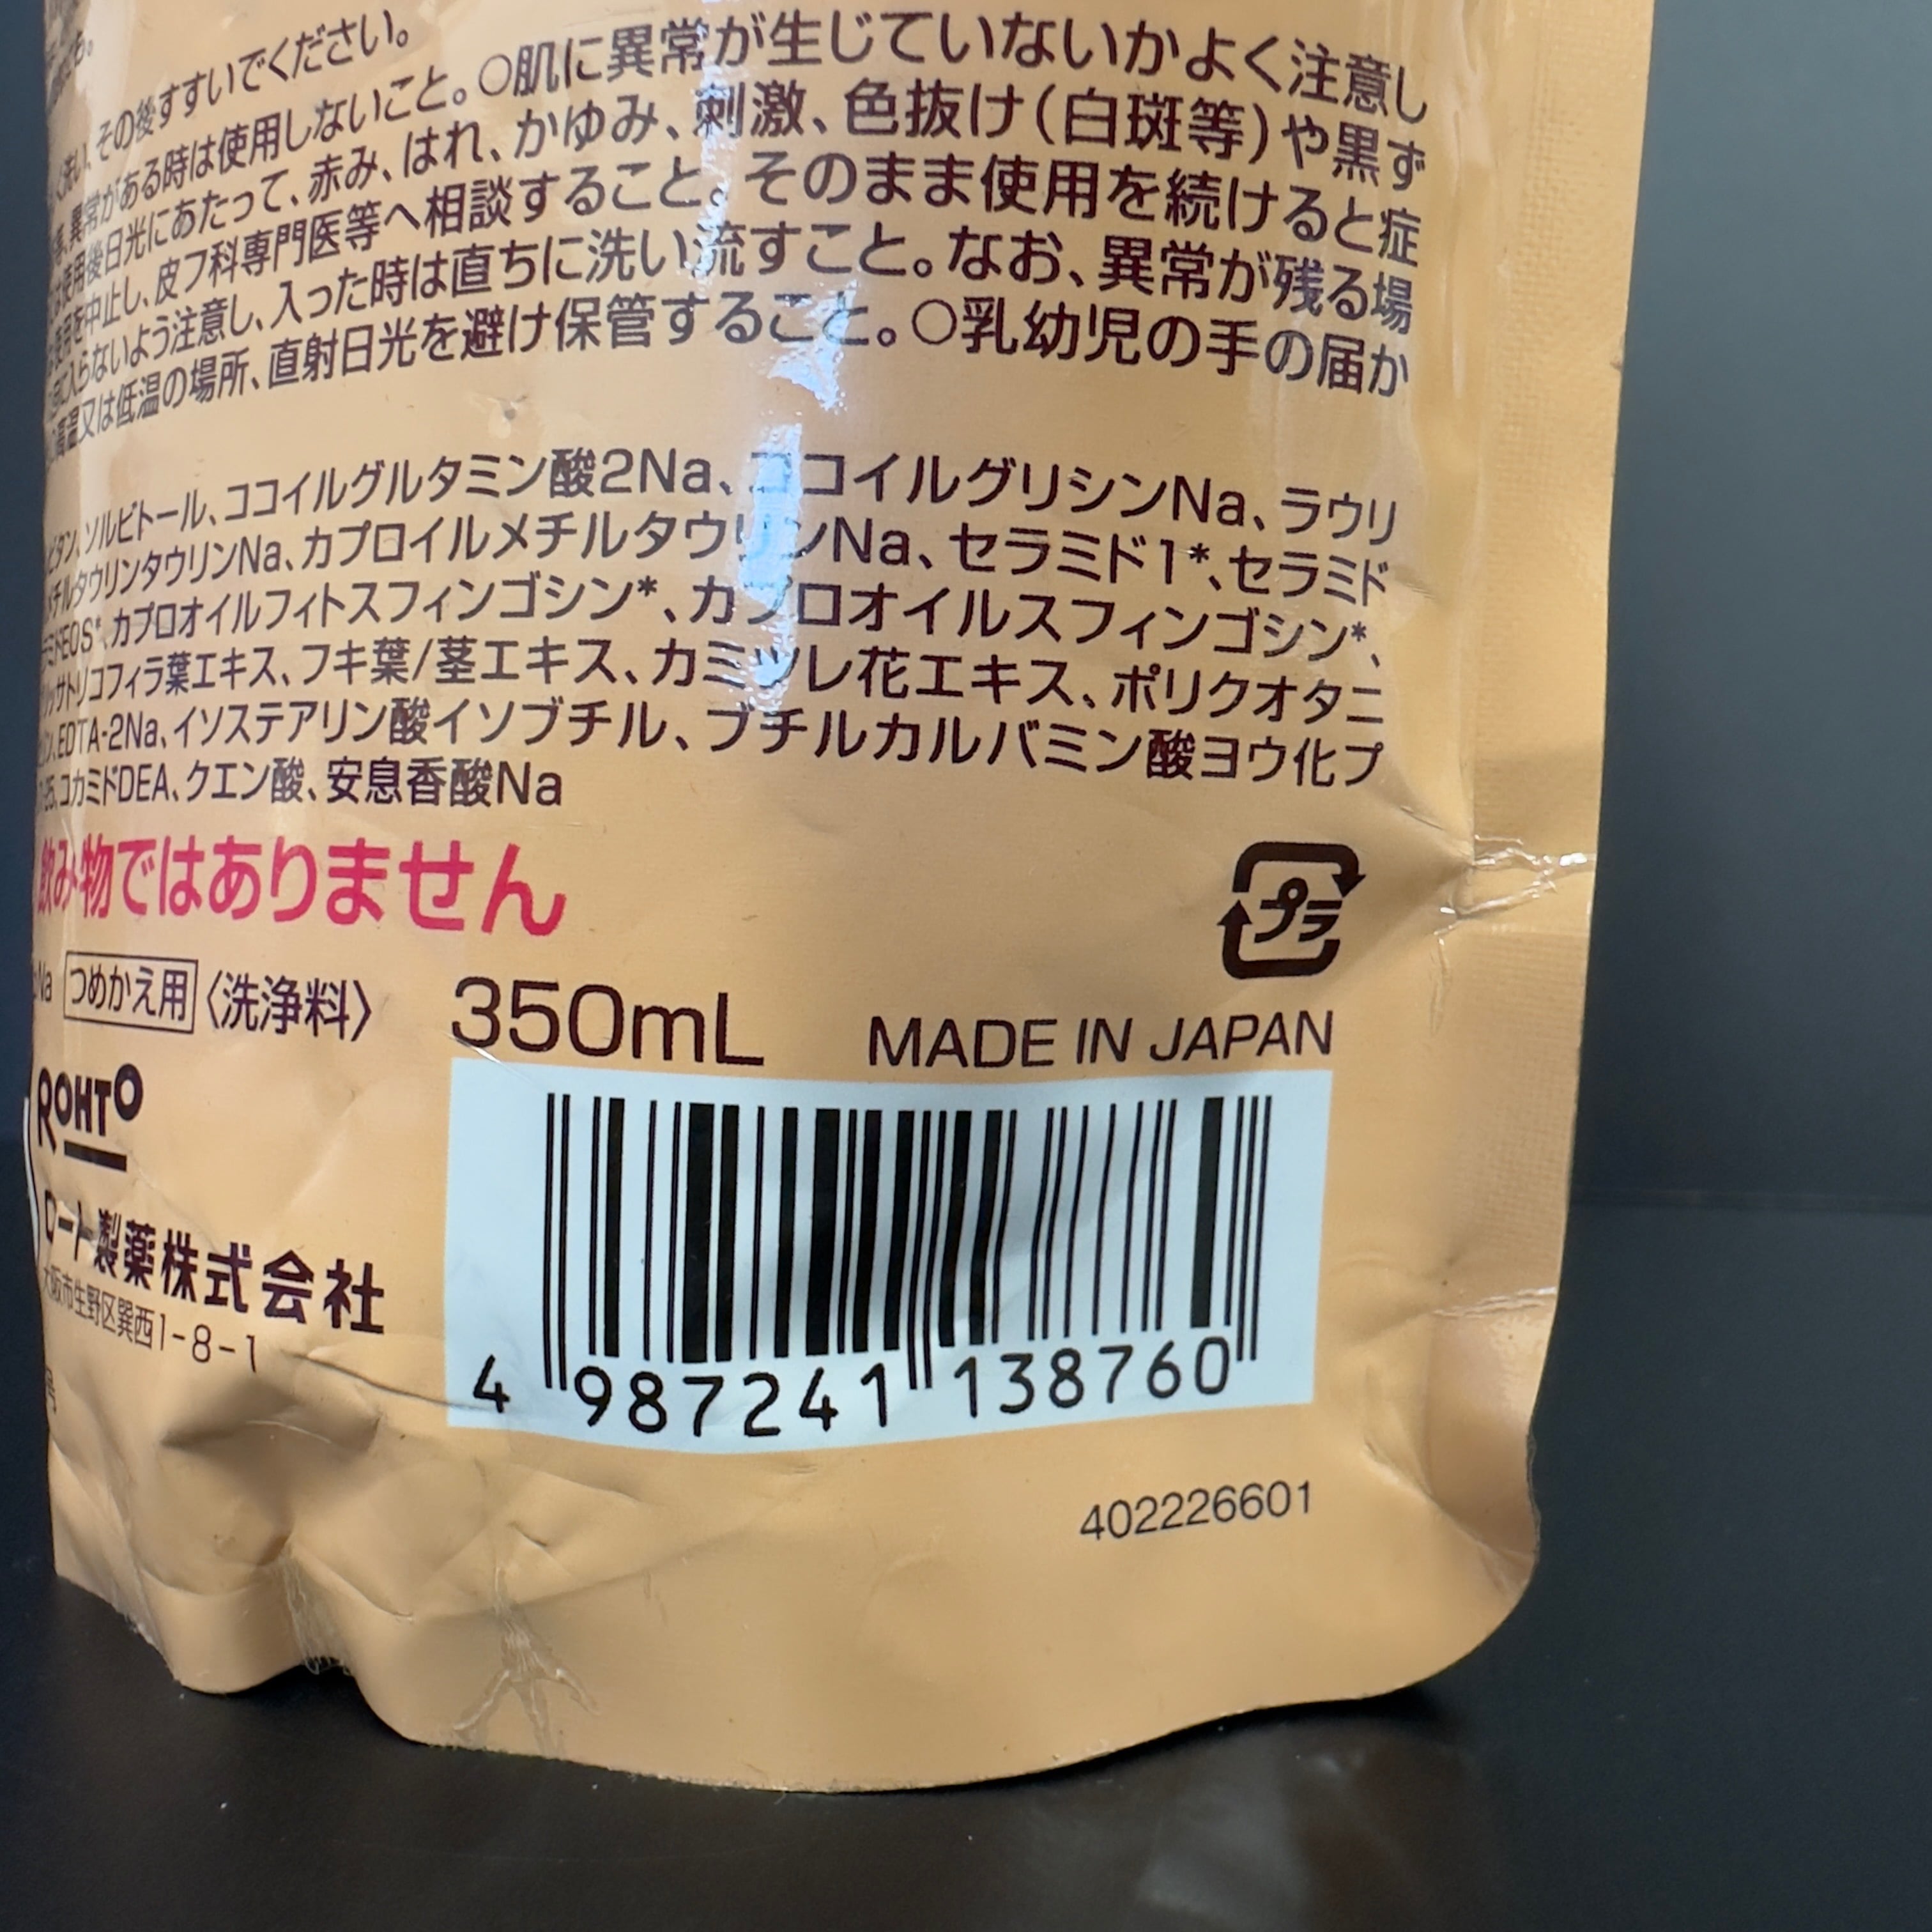 も。
く洗い、その後すすいでください。
異常がある時は使用しないこと。○肌に異常が生じていないかよく注意し
使用後日光にあたって、赤み、はれ、かゆみ、刺激、色抜け(白斑等)や黒ず
使用を中止し、皮フ科専門医等へ相談すること。そのまま使用を続けると症
に入らないよう注意し、入った時は直ちに洗い流すこと。なお、異常が残る場
高温又は低温の場所、直射日光を避け保管すること。○乳幼児の手の届か
ソルビトール、ココイルグルタミン酸2Na、ココイルグリシンNa、ラウリ
メチルタウリンタウリンNa、カプロイルメチルタウリンNa、セラミド1*、セラミド
EOS*、カプロオイルフィトスフィンゴシン*、カプロオイルスフィンゴシン*、
サトリコフィラ葉エキス、フキ葉/茎エキス、カミツレ花エキス、ポリクオタニ
EDTA-2Na、イソステアリン酸イソブチル、ブチルカルバミン酸ヨウ化プ
コカミドDEA、クエン酸、安息香酸Na
飲み物ではありません
プラ
Na つめかえ用 〈洗浄料〉 350mL MADE IN JAPAN
ROHTO
ロート製薬株式会社
大阪市生野区巽西1-8-1
号
4 987241 138760
402226601